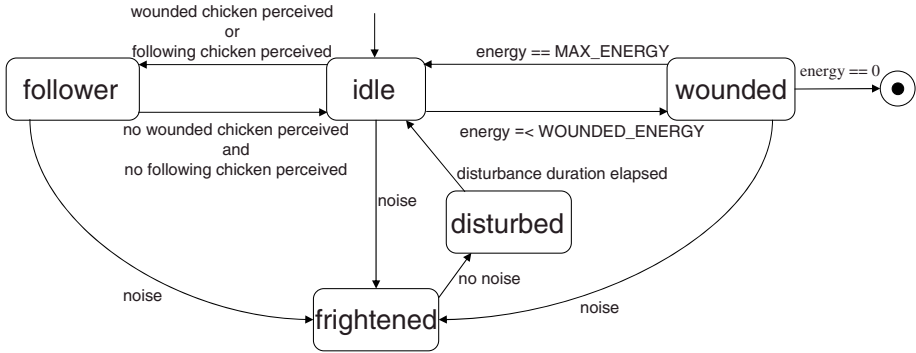 wounded chicken perceived
or
following chicken perceived
follower
idle
energy == MAX_ENERGY
wounded
energy == 0
no wounded chicken perceived
and
no following chicken perceived
energy =< WOUNDED_ENERGY
disturbance duration elapsed
noise
disturbed
no noise
noise
noise
frightened